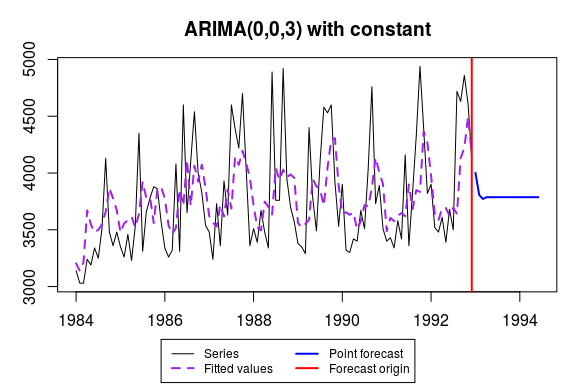 ARIMA(0,0,3) with constant
5000
4500
4000
3500
3000
1984 1986 1988 1990 1992 1994
Series Point forecast
Fitted values Forecast origin